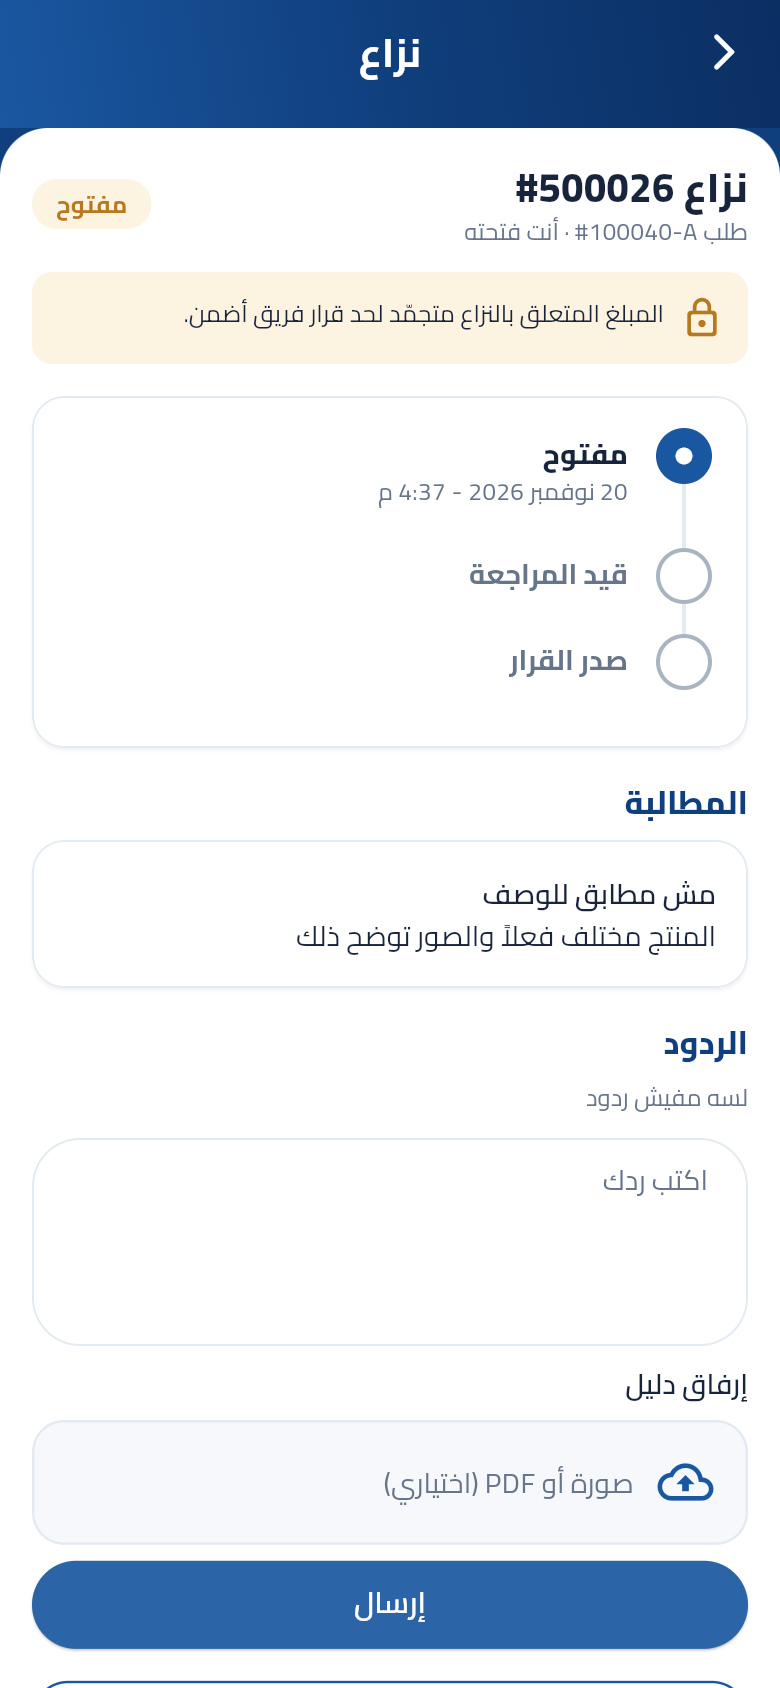 نزاع
نزاع 500026#
مفتوح
طلب 100040-A# · أنت فتحته
المبلغ المتعلق بالنزاع متجمّد لحد قرار فريق أضمن.
مفتوح
20 نوفمبر 2026 - 4:37 م
قيد المراجعة
صدر القرار
المطالبة
مش مطابق للوصف
المنتج مختلف فعلاً والصور توضح ذلك
الردود
لسه مفيش ردود
اكتب ردك
إرفاق دليل
صورة أو PDF (اختياري)
إرسال